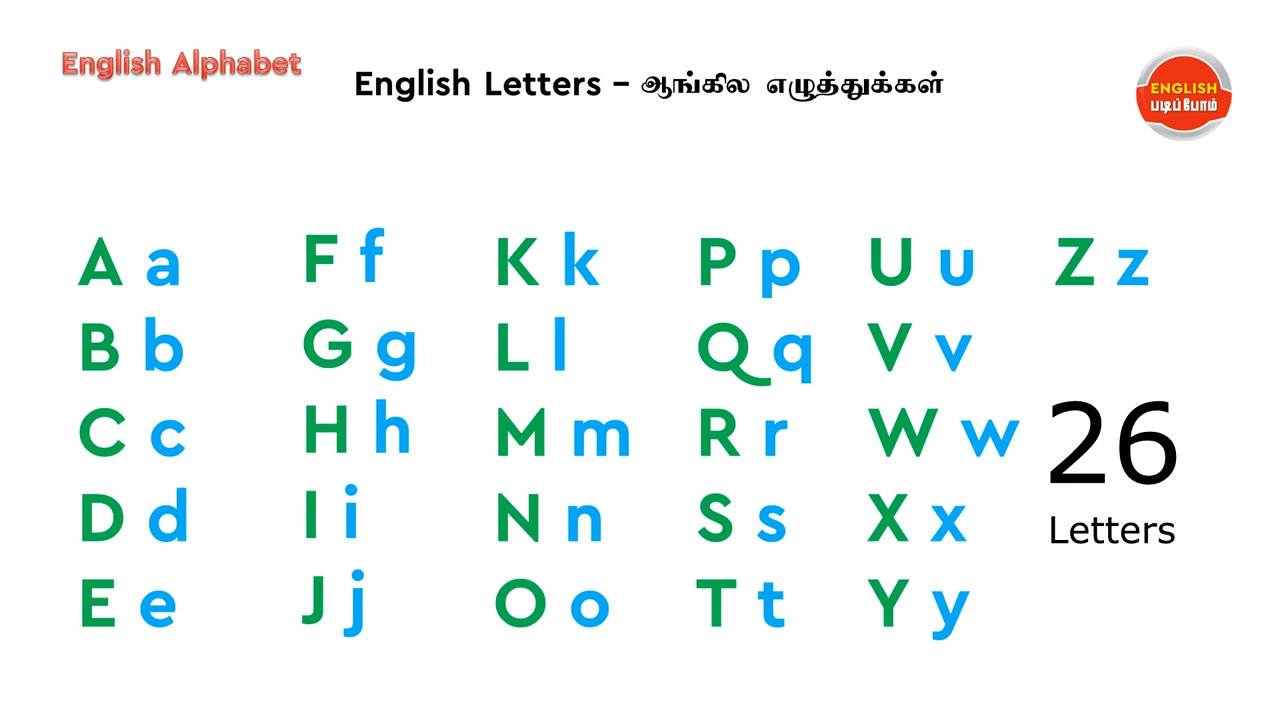 English Alphabet
English Letters – ஆங்கில எழுத்துக்கள்
ENGLISH
படிப்போம்
A a F f K k P p U u Z z
B b G g L l Q q V v
C c H h M m R r W w
D d I i N n S s X x
E e J j O o T t Y y
26
Letters